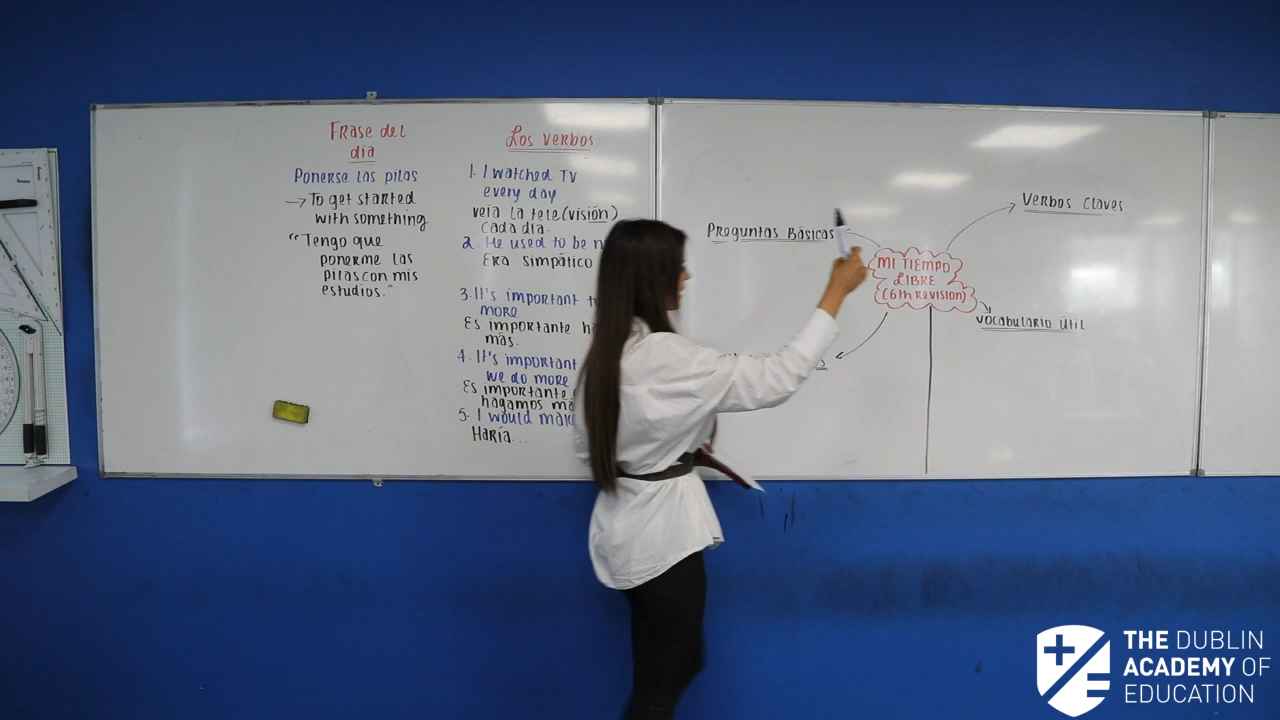 Frase del
día
Ponerse las pilas
→ To get started
with something
"Tengo que
ponerme las
pilas con mis
estudios."
Los verbos
1. I watched TV
every day
veía la tele(visión)
cada día.
2. He used to be
Era simpático
3. It's important
more
Es importante
más.
4. It's important
we do more
Es importante
hagamos
5. I would
Haría...
Preguntas Básicas
Mi tiempo
libre
(6th revision)
Verbos Claves
Vocabulario Útil
THE DUBLIN
ACADEMY OF
EDUCATION